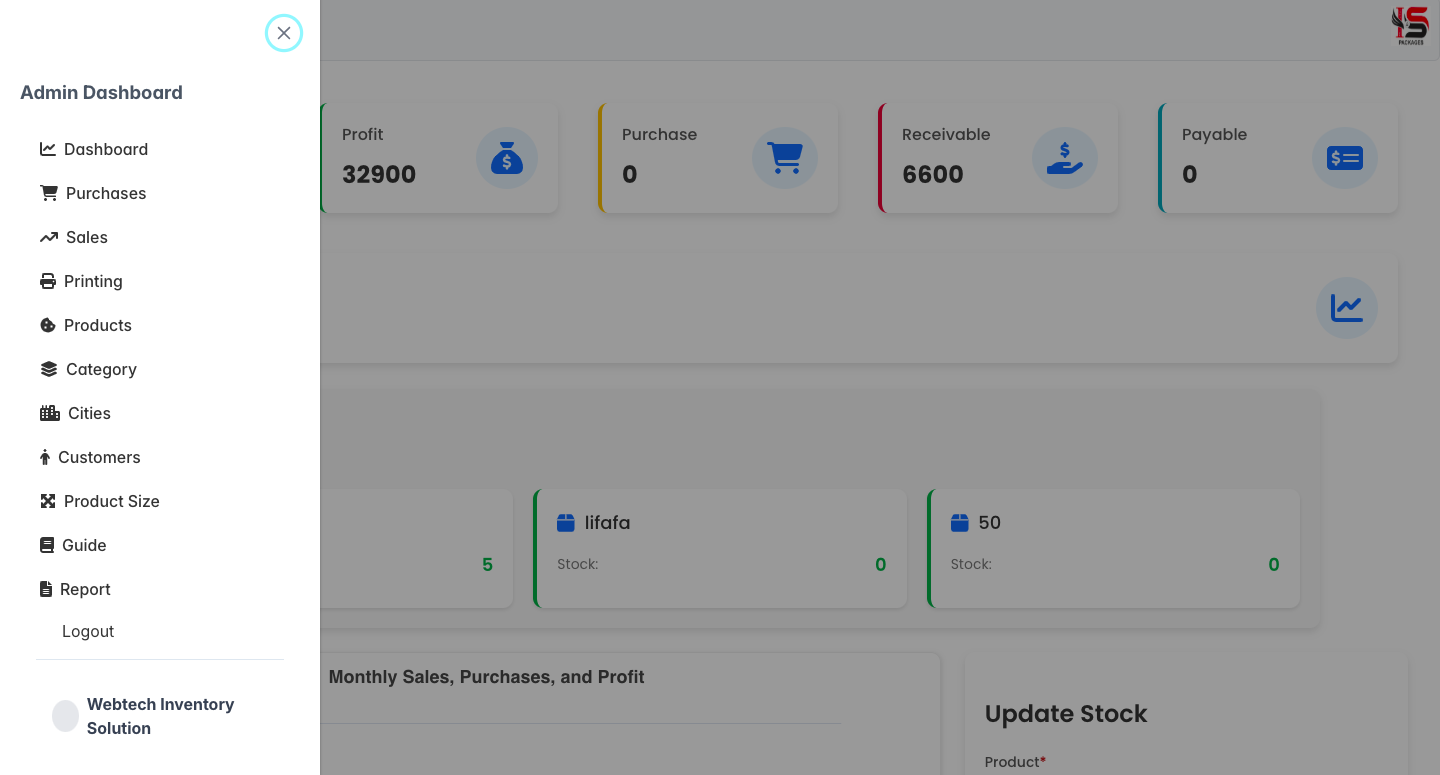 Admin Dashboard
Dashboard
Purchases
Sales
Printing
Products
Category
Cities
Customers
Product Size
Guide
Report
Logout
Webtech Inventory
Solution
IS
PACKAGES
Profit
32900
Purchase
0
Receivable
6600
Payable
0
5
lifafa
Stock:
0
50
Stock:
0
Monthly Sales, Purchases, and Profit
Update Stock
Product*